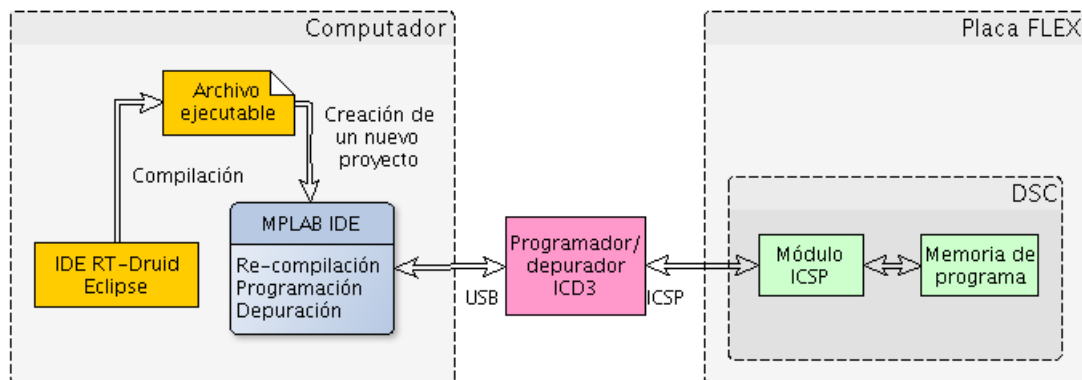 Computador
Placa FLEX
Archivo
ejecutable
Creación de
un nuevo
proyecto
Compilación
DSC
MPLAB IDE
IDE RT-Druid
Eclipse
Re-compilación
Programación
Depuración
Programador/
depurador
ICD3
USB
ICSP
Módulo
ICSP
Memoria de
programa